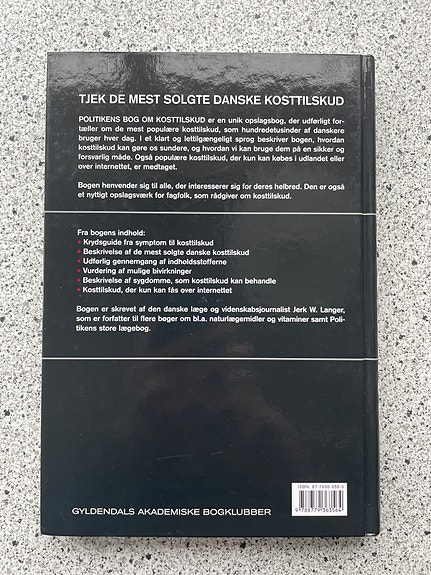 TJEK DE MEST SOLGTE DANSKE KOSTTILSKUD
POLITIKENS BOG OM KOSTTILSKUD er en unik opslagsbog, der udførligt for-
tæller om de mest populære kosttilskud, som hundredetusinder af danskere
bruger hver dag. I et klart og lettilgængeligt sprog beskriver bogen, hvordan
kosttilskud kan gøre os sundere, og hvordan vi kan bruge dem på en sikker og
forsvarlig måde. Også populære kosttilskud, der kun kan købes i udlandet eller
over internettet, er medtaget.
Bogen henvender sig til alle, der interesserer sig for deres helbred. Den er også
et nyttigt opslagsværk for fagfolk, som rådgiver om kosttilskud.
Fra bogens indhold:
• Krydsguide fra symptom til kosttilskud
• Beskrivelse af de mest solgte danske kosttilskud
• Udførlig gennemgang af indholdsstofferne
• Vurdering af mulige bivirkninger
• Beskrivelse af sygdomme, som kosttilskud kan behandle
• Kosttilskud, der kun kan fås over internettet
Bogen er skrevet af den danske læge og videnskabsjournalist Jerk W. Langer,
som er forfatter til flere bøger om bl.a. naturlægemidler og vitaminer samt Poli-
tikens store lægebog.
GYLDENDALS AKADEMISKE BOGKLUBBER
9 788779 363564